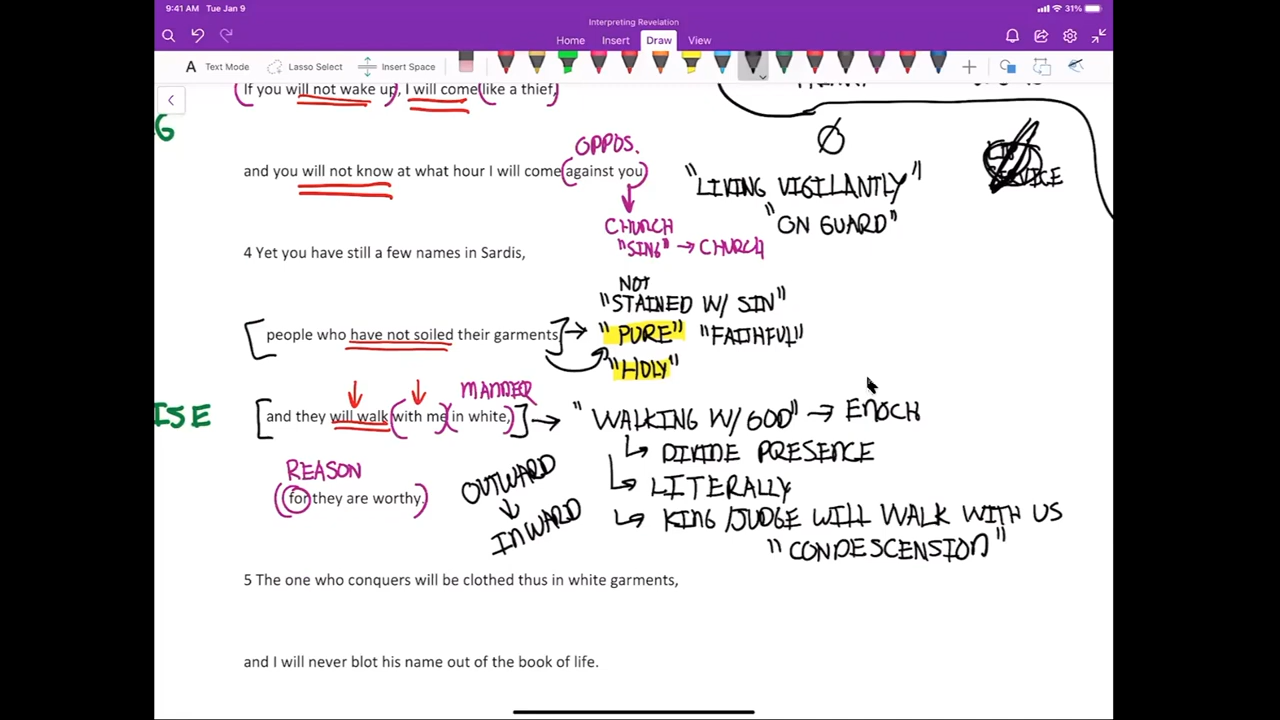 9:41 AM Tue Jan 9
31%
Interpreting Revelation
Home Insert Draw View
Text Mode Lasso Select Insert Space
If you will not wake up, I will come like a thief,
OPPOS.
and you will not know at what hour I will come against you
"LIVING VIGILANTLY"
"ON GUARD"
SERVICE
CHURCH
"SING" → CHURCH
4 Yet you have still a few names in Sardis,
NOT
"STAINED W/ SIN"
people who have not soiled their garments → "PURE" "FAITHFUL"
"HOLY"
MANNER
ISE
and they will walk with me in white, → "WALKING W/ GOD" → ENOCH
DIVINE PRESENCE
REASON
for they are worthy.
OUTWARD
↓
INWARD
LITERALLY
KING/JUDGE WILL WALK WITH US
"CONDESCENSION"
5 The one who conquers will be clothed thus in white garments,
and I will never blot his name out of the book of life.